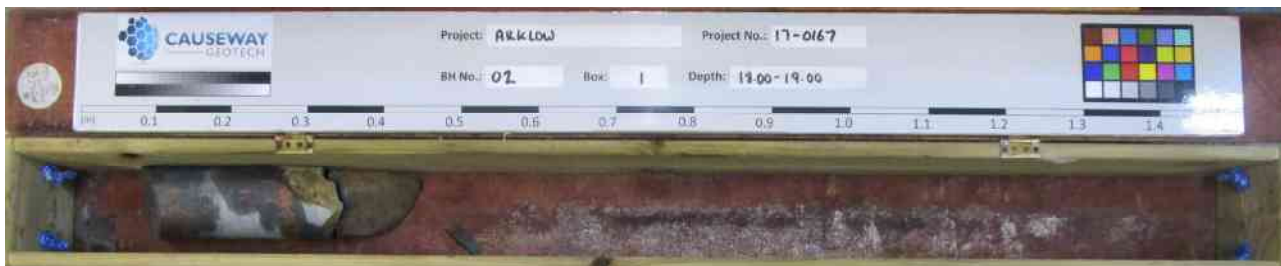 CAUSEWAY
GEOTECH
Project: ARKLOW Project No.: 17-0167
BH No.: 02 Box: 1 Depth: 18.00-19.00
0.1 0.2 0.3 0.4 0.5 0.6 0.7 0.8 0.9 1.0 1.1 1.2 1.3 1.4